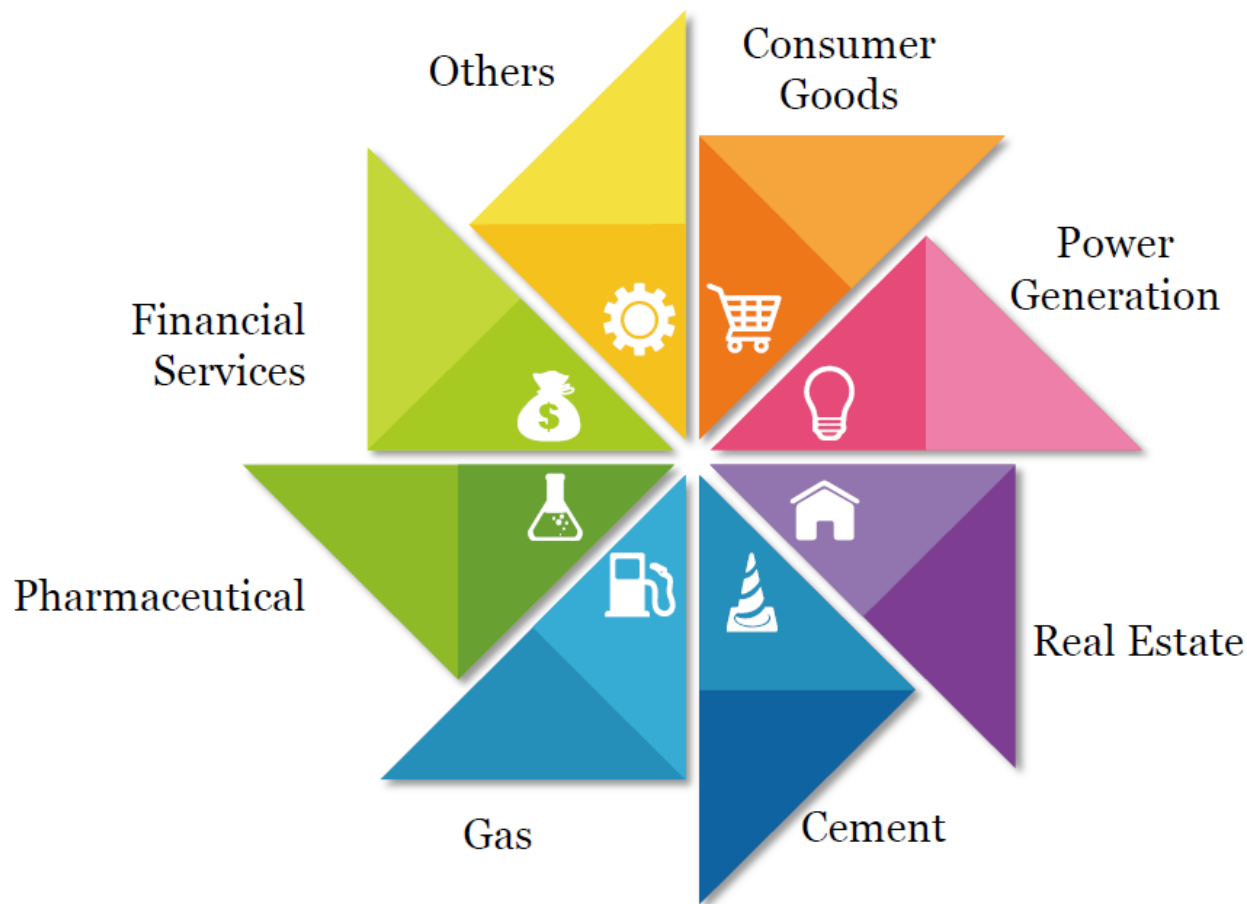 Others
Consumer
Goods
Power
Generation
Financial
Services
$
Pharmaceutical
Real Estate
Gas
Cement